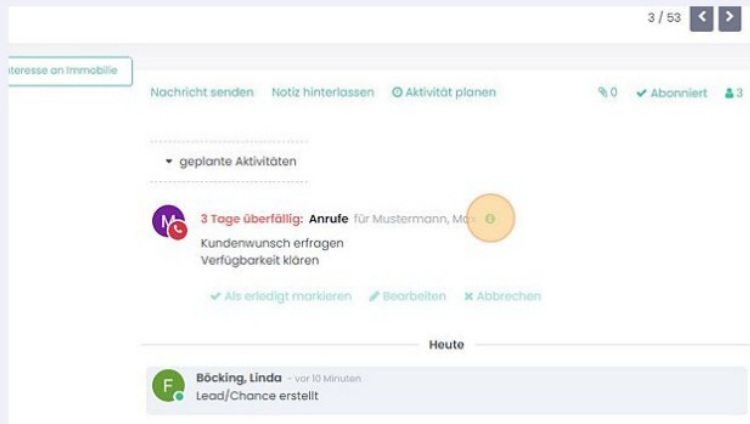 3 / 53
nteresse an Immobilie
Nachricht senden Notiz hinterlassen Aktivität planen 0 Abonniert 3
geplante Aktivitäten
M
3 Tage überfällig: Anrufe für Mustermann, Max
Kundenwunsch erfragen
Verfügbarkeit klären
Als erledigt markieren Bearbeiten Abbrechen
Heute
F
Böcking, Linda - vor 10 Minuten
Lead/Chance erstellt